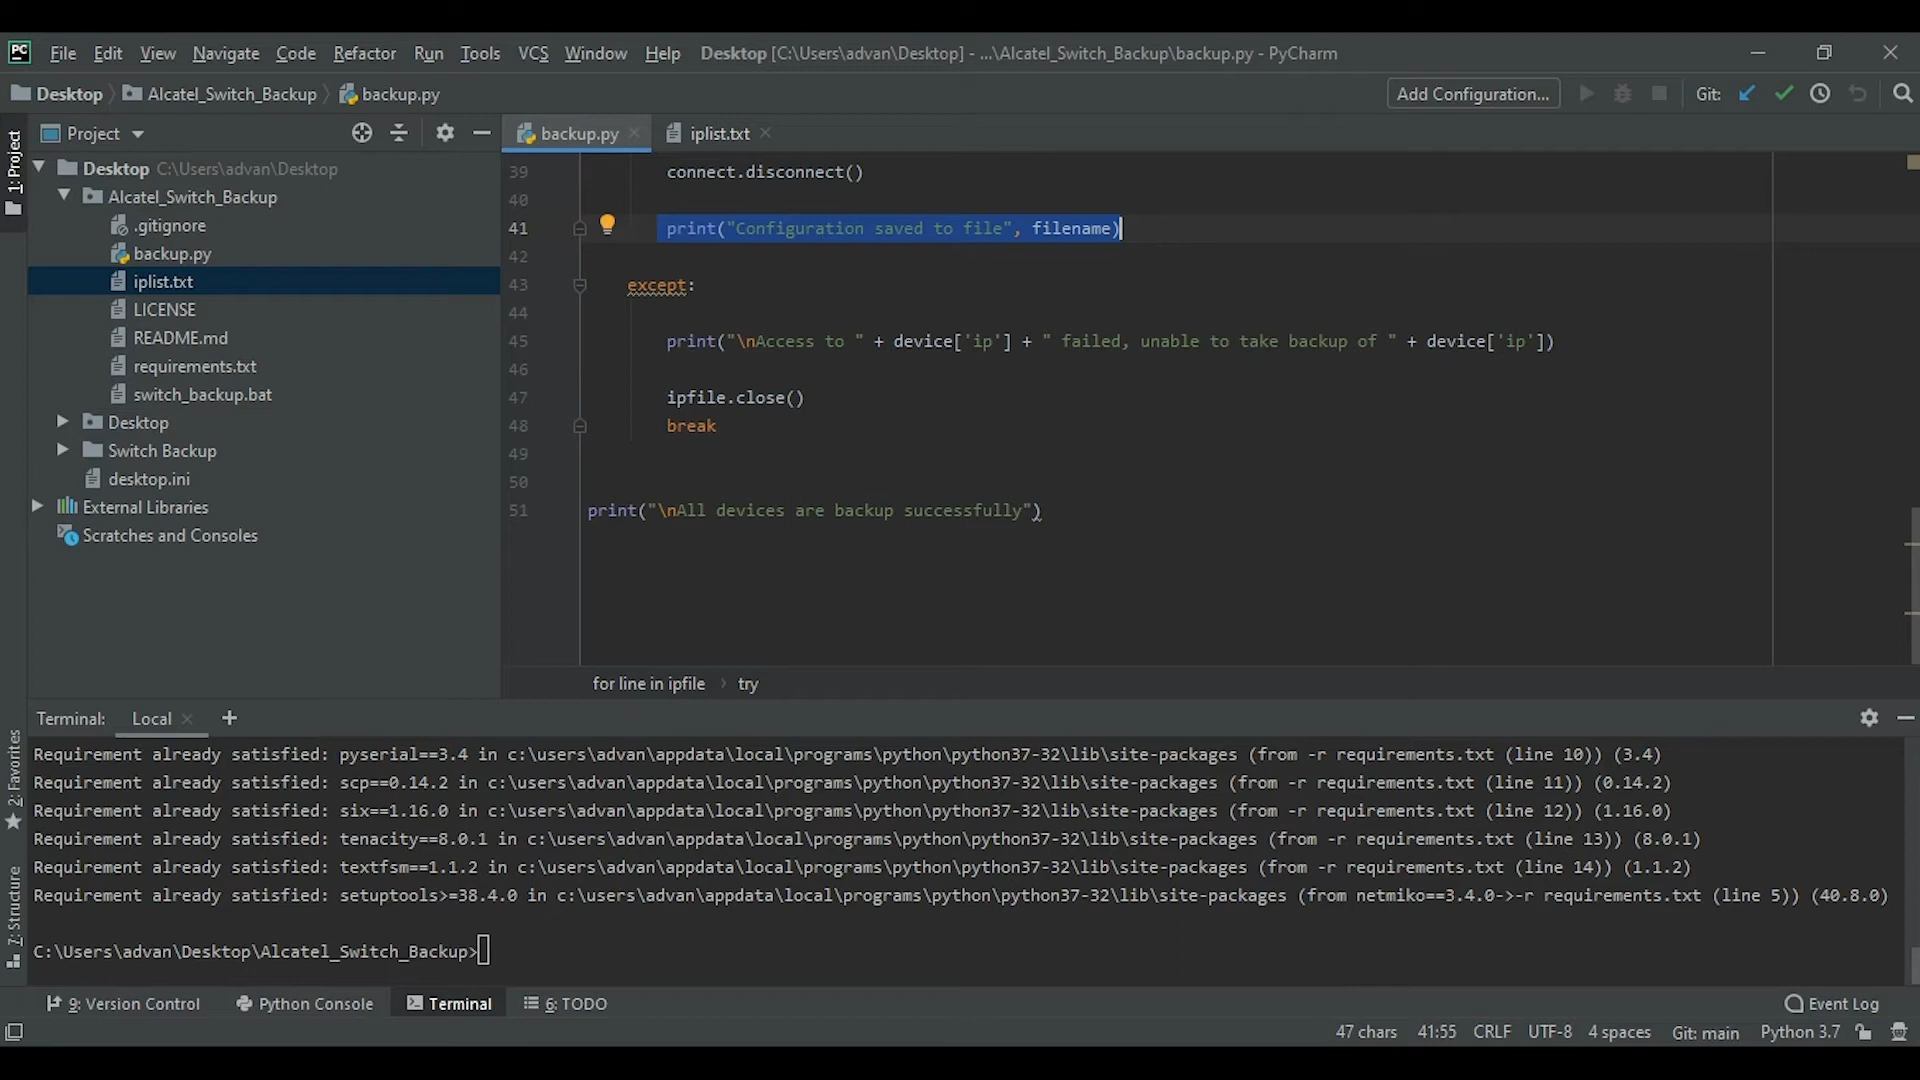 PC File Edit View Navigate Code Refactor Run Tools VCS Window Help Desktop [C:\Users\advan\Desktop] - ...\Alcatel_Switch_Backup\backup.py - PyCharm
Desktop Alcatel_Switch_Backup backup.py Add Configuration... Git:
1: Project
Project
Desktop C:\Users\advan\Desktop
Alcatel_Switch_Backup
.gitignore
backup.py
iplist.txt
LICENSE
README.md
requirements.txt
switch_backup.bat
Desktop
Switch Backup
desktop.ini
External Libraries
Scratches and Consoles
backup.py iplist.txt
39 connect.disconnect()
40
41 print("Configuration saved to file", filename)
42
43 except:
44
45 print("\nAccess to " + device['ip'] + " failed, unable to take backup of " + device['ip'])
46
47 ipfile.close()
48 break
49
50
51 print("\nAll devices are backup successfully")
for line in ipfile › try
2: Favorites
7: Structure
Terminal: Local +
Requirement already satisfied: pyserial==3.4 in c:\users\advan\appdata\local\programs\python\python37-32\lib\site-packages (from -r requirements.txt (line 10)) (3.4)
Requirement already satisfied: scp==0.14.2 in c:\users\advan\appdata\local\programs\python\python37-32\lib\site-packages (from -r requirements.txt (line 11)) (0.14.2)
Requirement already satisfied: six==1.16.0 in c:\users\advan\appdata\local\programs\python\python37-32\lib\site-packages (from -r requirements.txt (line 12)) (1.16.0)
Requirement already satisfied: tenacity==8.0.1 in c:\users\advan\appdata\local\programs\python\python37-32\lib\site-packages (from -r requirements.txt (line 13)) (8.0.1)
Requirement already satisfied: textfsm==1.1.2 in c:\users\advan\appdata\local\programs\python\python37-32\lib\site-packages (from -r requirements.txt (line 14)) (1.1.2)
Requirement already satisfied: setuptools>=38.4.0 in c:\users\advan\appdata\local\programs\python\python37-32\lib\site-packages (from netmiko==3.4.0->-r requirements.txt (line 5)) (40.8.0)
C:\Users\advan\Desktop\Alcatel_Switch_Backup>
9: Version Control Python Console Terminal 6: TODO Event Log
47 chars 41:55 CRLF UTF-8 4 spaces Git: main Python 3.7